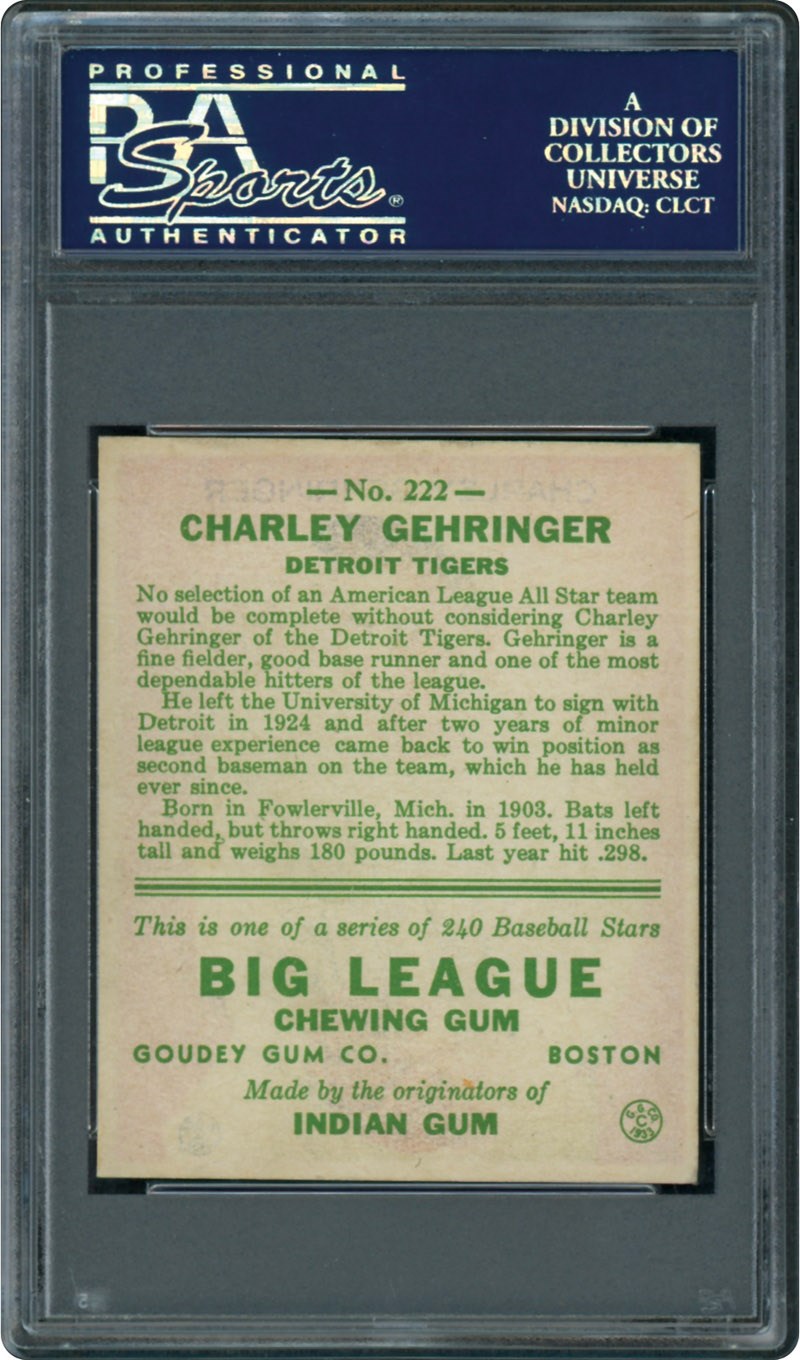 PROFESSIONAL
PSA
Sports®
AUTHENTICATOR
A
DIVISION OF
COLLECTORS
UNIVERSE
NASDAQ: CLCT
— No. 222 —
CHARLEY GEHRINGER
DETROIT TIGERS
No selection of an American League All Star team
would be complete without considering Charley
Gehringer of the Detroit Tigers. Gehringer is a
fine fielder, good base runner and one of the most
dependable hitters of the league.
He left the University of Michigan to sign with
Detroit in 1924 and after two years of minor
league experience came back to win position as
second baseman on the team, which he has held
ever since.
Born in Fowlerville, Mich. in 1903. Bats left
handed, but throws right handed. 5 feet, 11 inches
tall and weighs 180 pounds. Last year hit .298.
This is one of a series of 240 Baseball Stars
BIG LEAGUE
CHEWING GUM
GOUDEY GUM CO. BOSTON
Made by the originators of
INDIAN GUM
G. G. CO.
C
1933